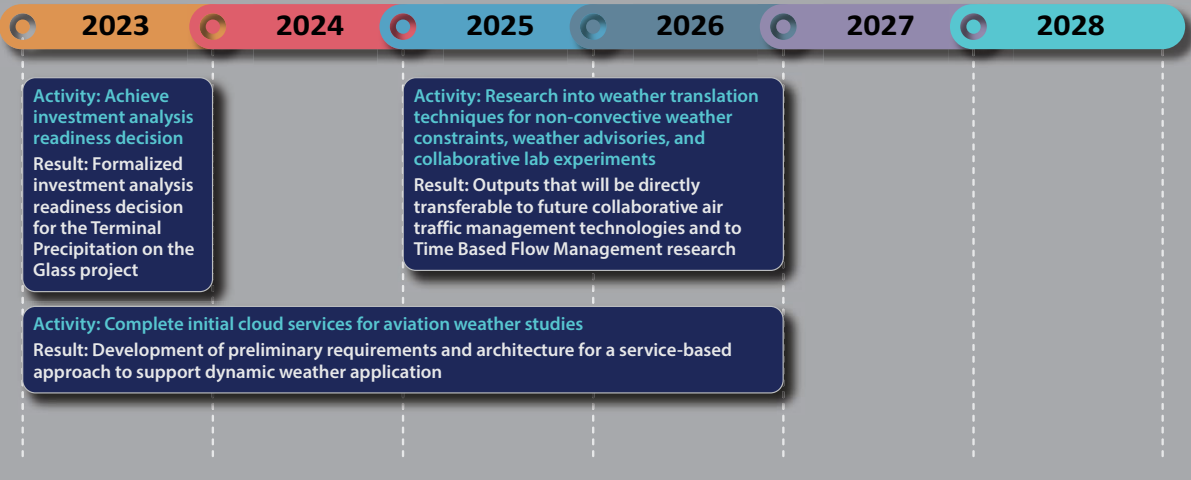 2023 2024 2025 2026 2027 2028
Activity: Achieve
investment analysis
readiness decision
Result: Formalized
investment analysis
readiness decision
for the Terminal
Precipitation on the
Glass project
Activity: Research into weather translation
techniques for non-convective weather
constraints, weather advisories, and
collaborative lab experiments
Result: Outputs that will be directly
transferable to future collaborative air
traffic management technologies and to
Time Based Flow Management research
Activity: Complete initial cloud services for aviation weather studies
Result: Development of preliminary requirements and architecture for a service-based
approach to support dynamic weather application